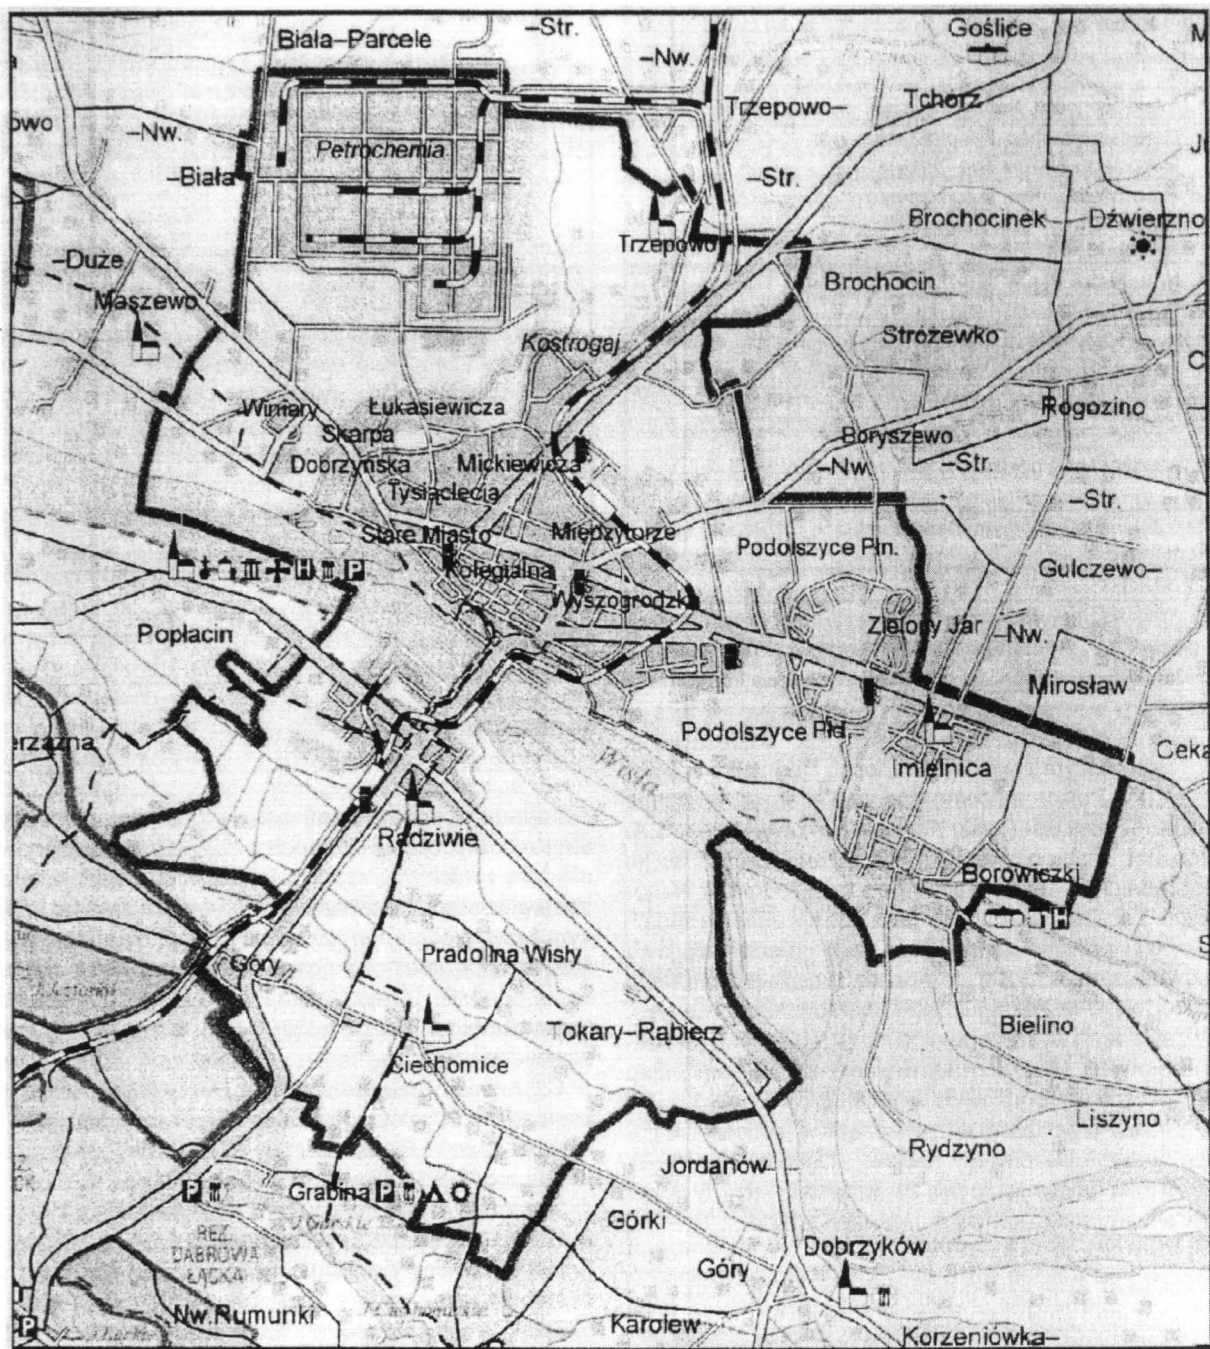 Biała–Parcele
–Str.
Goślice
–Nw.
Trzepowo–
Tchórz
–Nw.
Petrochemia
–Biała
–Str.
Brochocinek
Dźwierzno
Trzepowo
–Duże
Maszewo
Brochocin
Kostrogaj
Stróżewko
Winiary
Łukasiewicza
Rogozino
Skarpa
Boryszewo
Dobrzyńska
Mickiewicza
–Nw.
–Str.
Tysiąclecia
–Str.
Stare Miasto
Międzytorze
Podolszyce Płn.
Kolegialna
Gulczewo–
H P
Wyszogrodzka
Popłacin
Zielony Jar
–Nw.
Mirosław
Podolszyce Płd.
Wisła
Imielnica
Radziwie
Borowiczki
H
Góry
Pradolina Wisły
Tokary–Rąbierz
Bielino
Ciechomice
Liszyno
Rydzyno
Jordanów
P
Grabina P
Górki
REZ.
DĄBROWA
ŁĄCKA
Dobrzyków
Góry
Nw.Rumunki
P
Karolew
Korzeniówka–